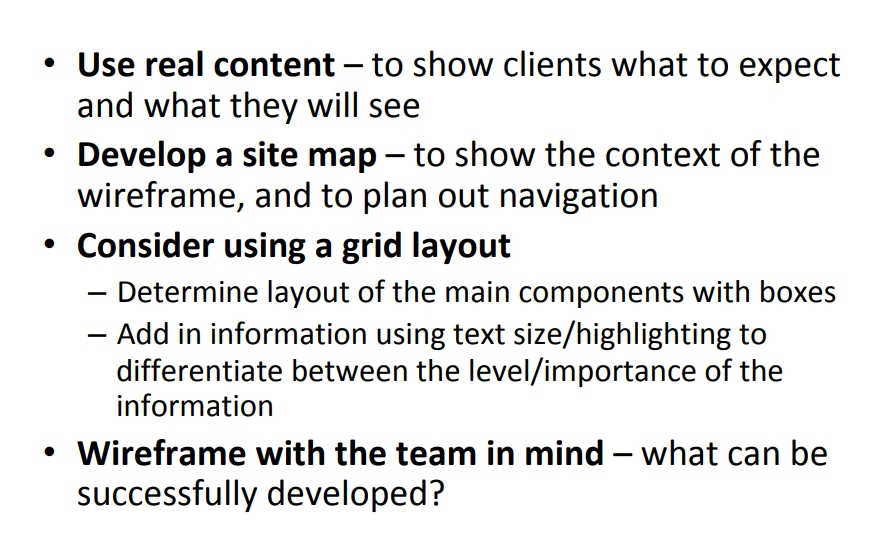 • Use real content – to show clients what to expect
and what they will see
• Develop a site map – to show the context of the
wireframe, and to plan out navigation
• Consider using a grid layout
– Determine layout of the main components with boxes
– Add in information using text size/highlighting to
differentiate between the level/importance of the
information
• Wireframe with the team in mind – what can be
successfully developed?